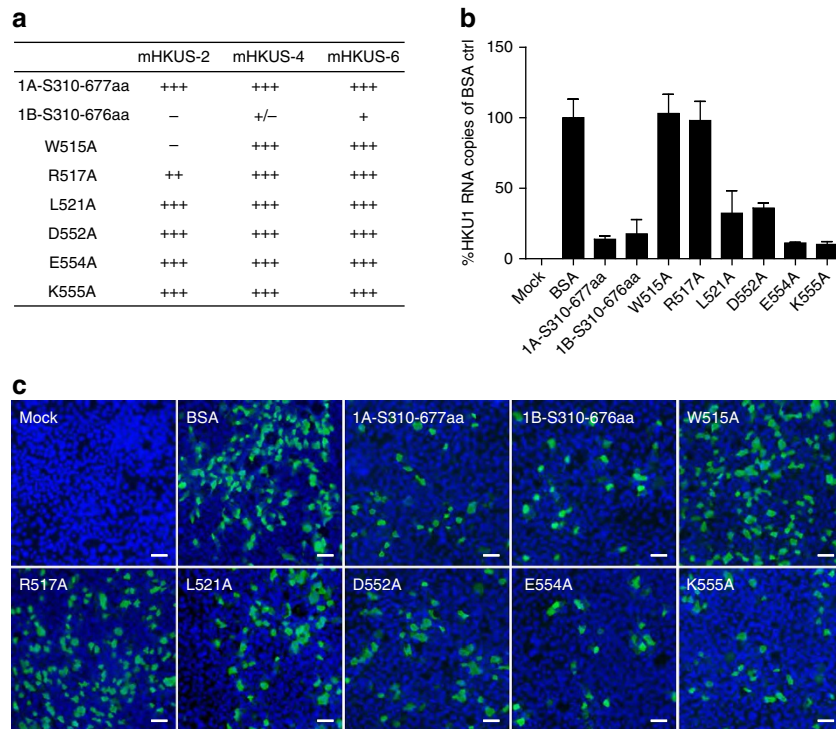 a
mHKUS-2 mHKUS-4 mHKUS-6
1A-S310-677aa +++ +++ +++
1B-S310-676aa – +/– +
W515A – +++ +++
R517A ++ +++ +++
L521A +++ +++ +++
D552A +++ +++ +++
E554A +++ +++ +++
K555A +++ +++ +++
b
%HKU1 RNA copies of BSA ctrl
150
100
50
0
Mock
BSA
1A-S310-677aa
1B-S310-676aa
W515A
R517A
L521A
D552A
E554A
K555A
c
Mock BSA 1A-S310-677aa 1B-S310-676aa W515A
R517A L521A D552A E554A K555A